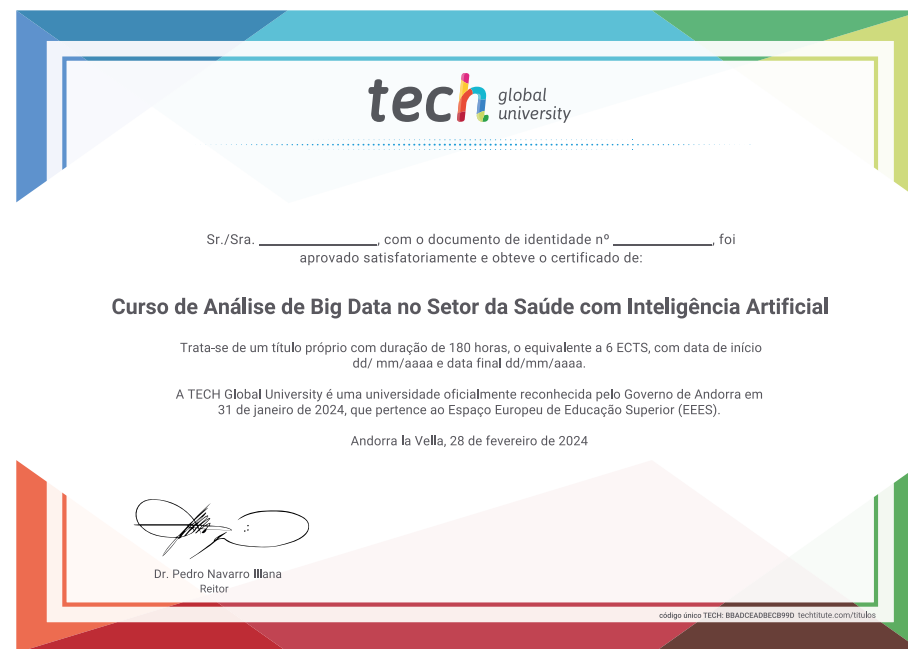 tech global university
Sr./Sra. ________________, com o documento de identidade nº _____________, foi
aprovado satisfatoriamente e obteve o certificado de:
Curso de Análise de Big Data no Setor da Saúde com Inteligência Artificial
Trata-se de um título próprio com duração de 180 horas, o equivalente a 6 ECTS, com data de início
dd/ mm/aaaa e data final dd/mm/aaaa.
A TECH Global University é uma universidade oficialmente reconhecida pelo Governo de Andorra em
31 de janeiro de 2024, que pertence ao Espaço Europeu de Educação Superior (EEES).
Andorra la Vella, 28 de fevereiro de 2024
Dr. Pedro Navarro Illana
Reitor
código único TECH: BBADCEADBECB99D techtitute.com/titulos